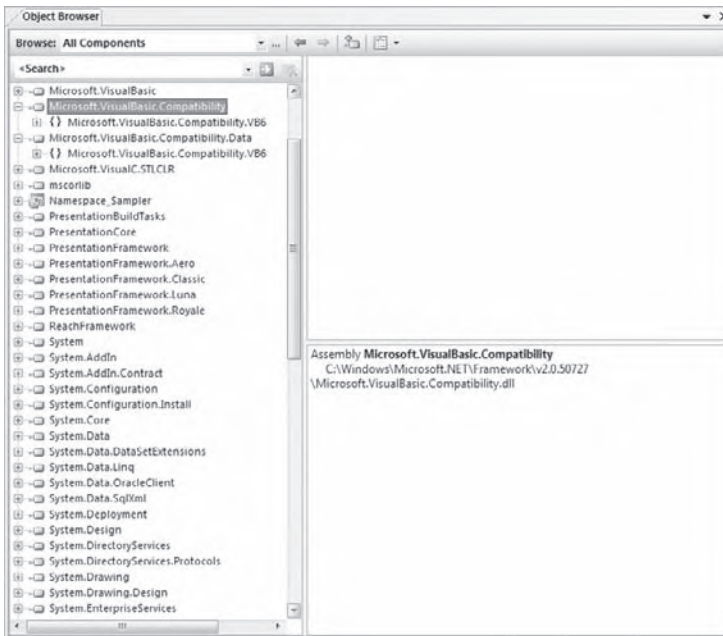 Object Browser
Browse: All Components
...
<Search>
Microsoft.VisualBasic
Microsoft.VisualBasic.Compatibility
{} Microsoft.VisualBasic.Compatibility.VB6
Microsoft.VisualBasic.Compatibility.Data
{} Microsoft.VisualBasic.Compatibility.VB6
Microsoft.VisualC.STLCLR
mscorlib
Namespace_Sampler
PresentationBuildTasks
PresentationCore
PresentationFramework
PresentationFramework.Aero
PresentationFramework.Classic
PresentationFramework.Luna
PresentationFramework.Royale
ReachFramework
System
System.AddIn
System.AddIn.Contract
System.Configuration
System.Configuration.Install
System.Core
System.Data
System.Data.DataSetExtensions
System.Data.Linq
System.Data.OracleClient
System.Data.SqlXml
System.Deployment
System.Design
System.DirectoryServices
System.DirectoryServices.Protocols
System.Drawing
System.Drawing.Design
System.EnterpriseServices
Assembly Microsoft.VisualBasic.Compatibility
C:\Windows\Microsoft.NET\Framework\v2.0.50727
\Microsoft.VisualBasic.Compatibility.dll